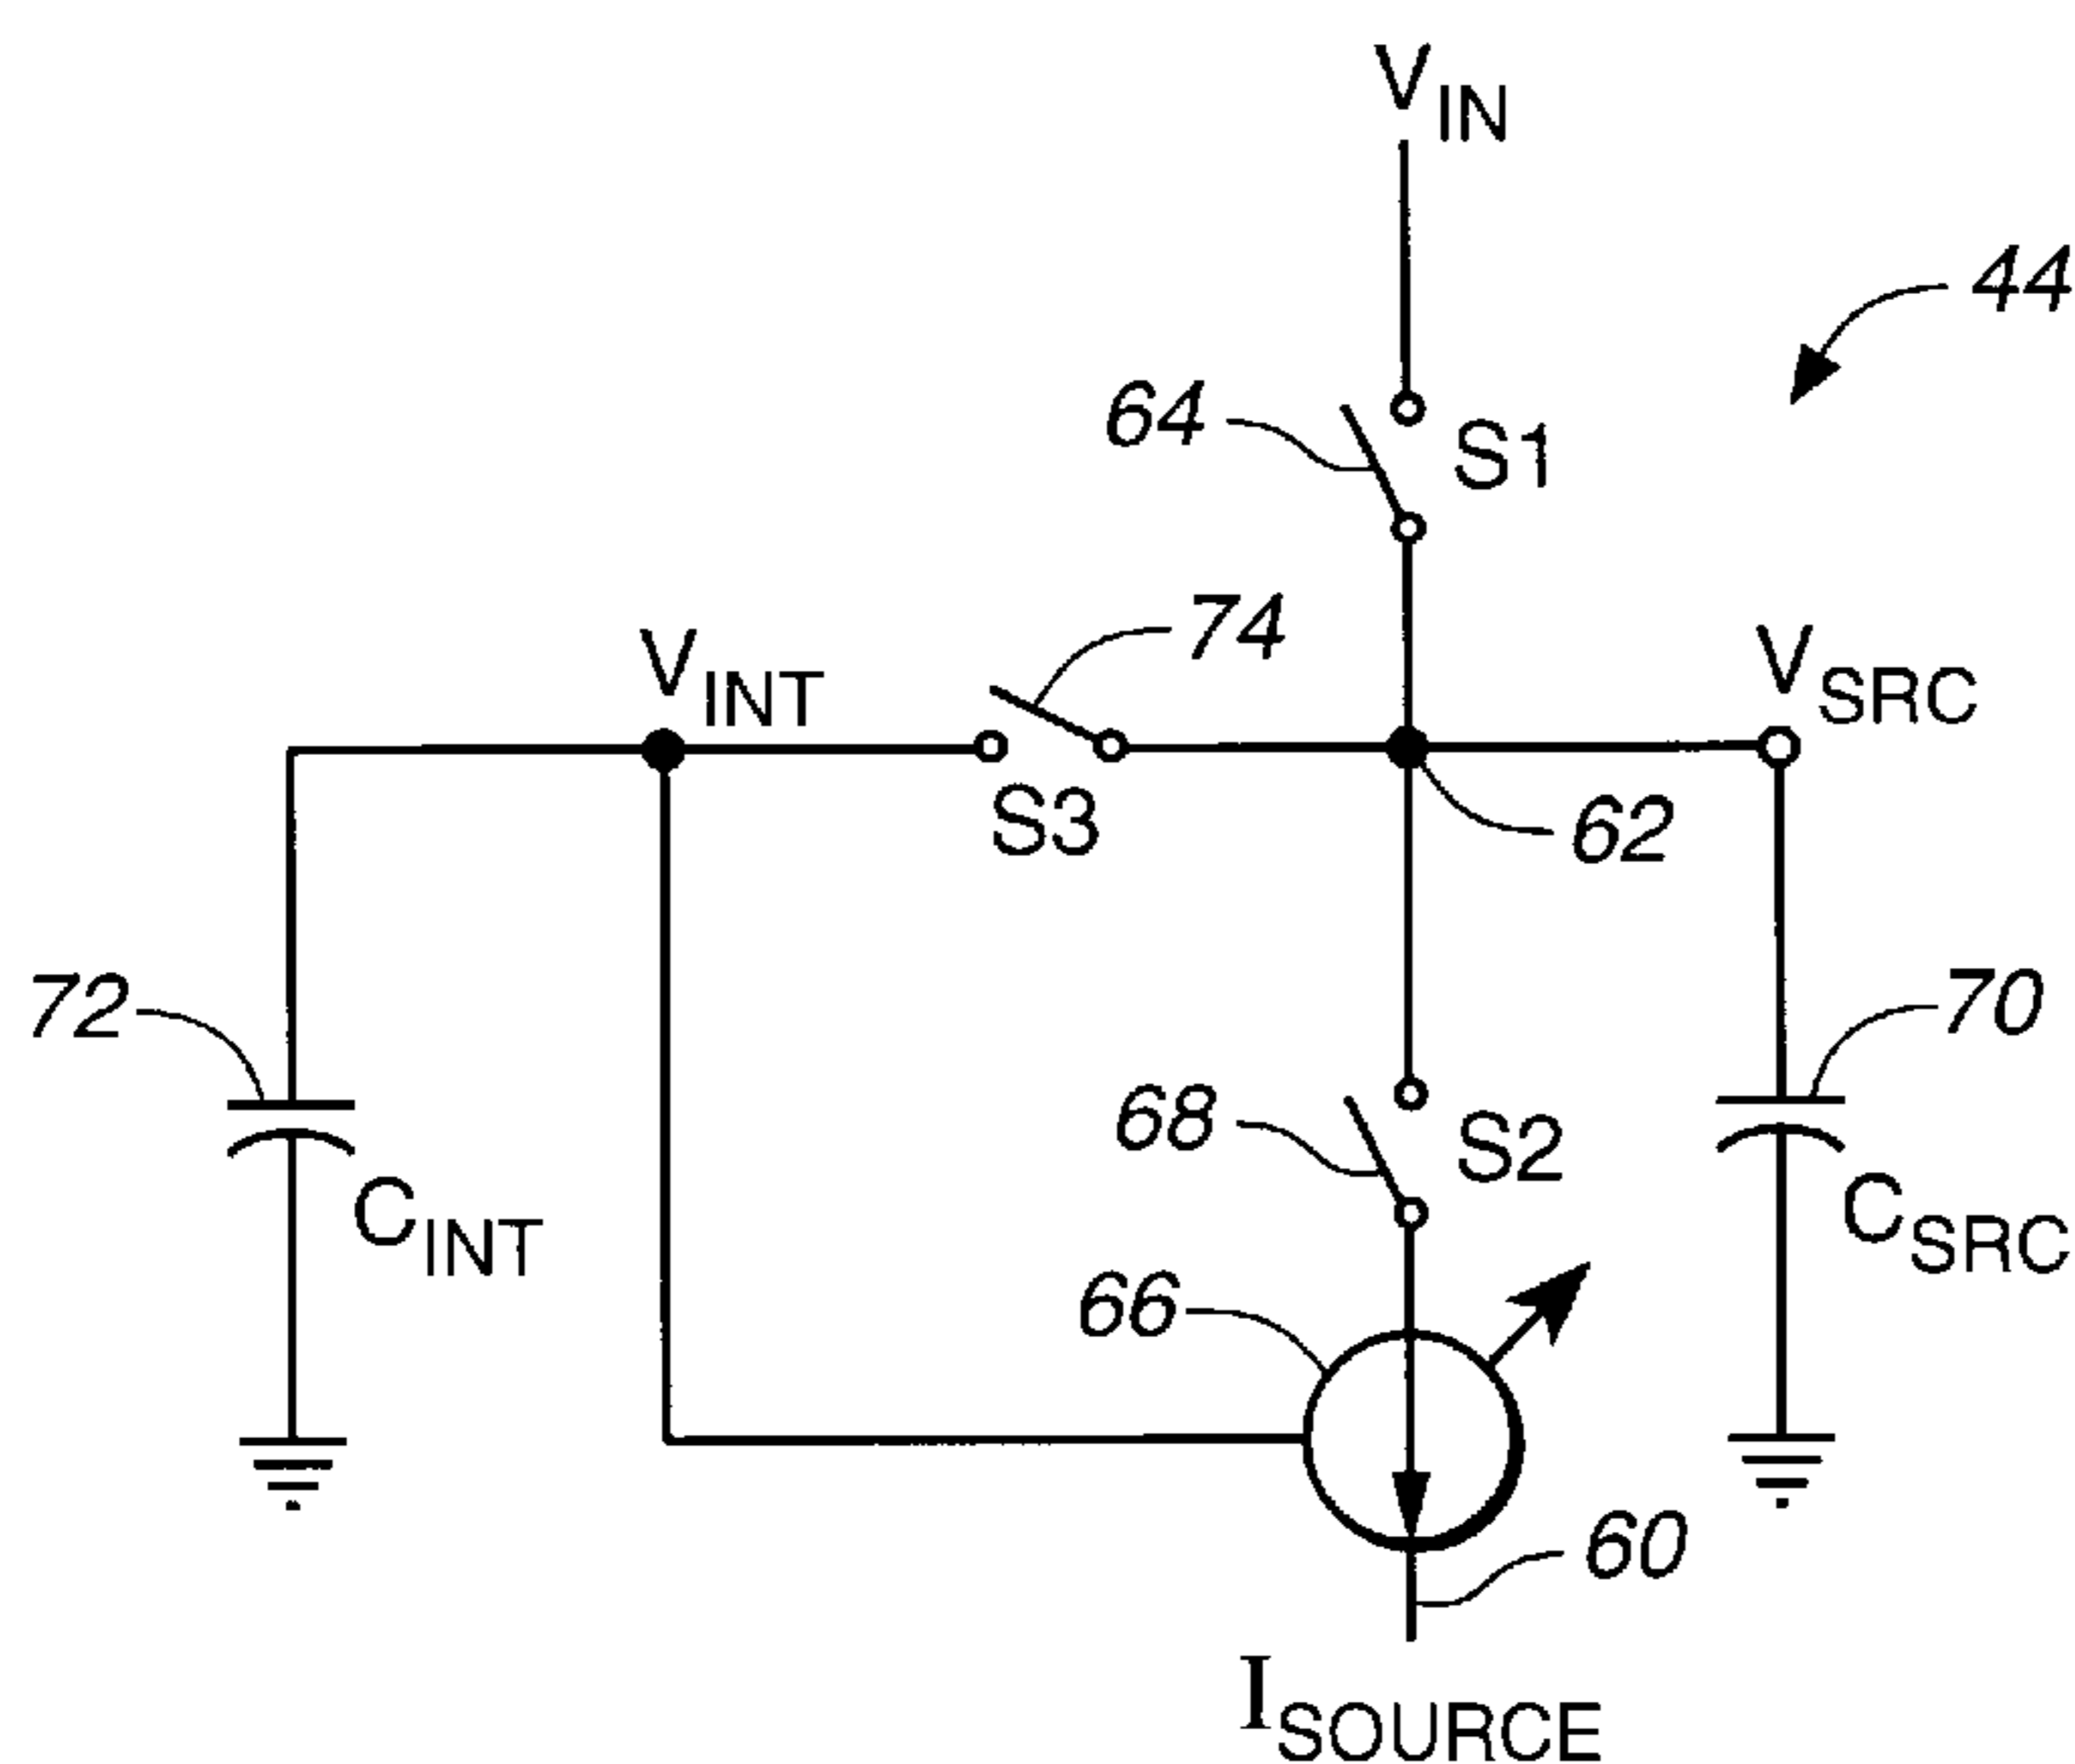 V_IN
44
64
S1
74
V_INT
V_SRC
S3
62
72
70
68
S2
C_INT
C_SRC
66
60
I_SOURCE